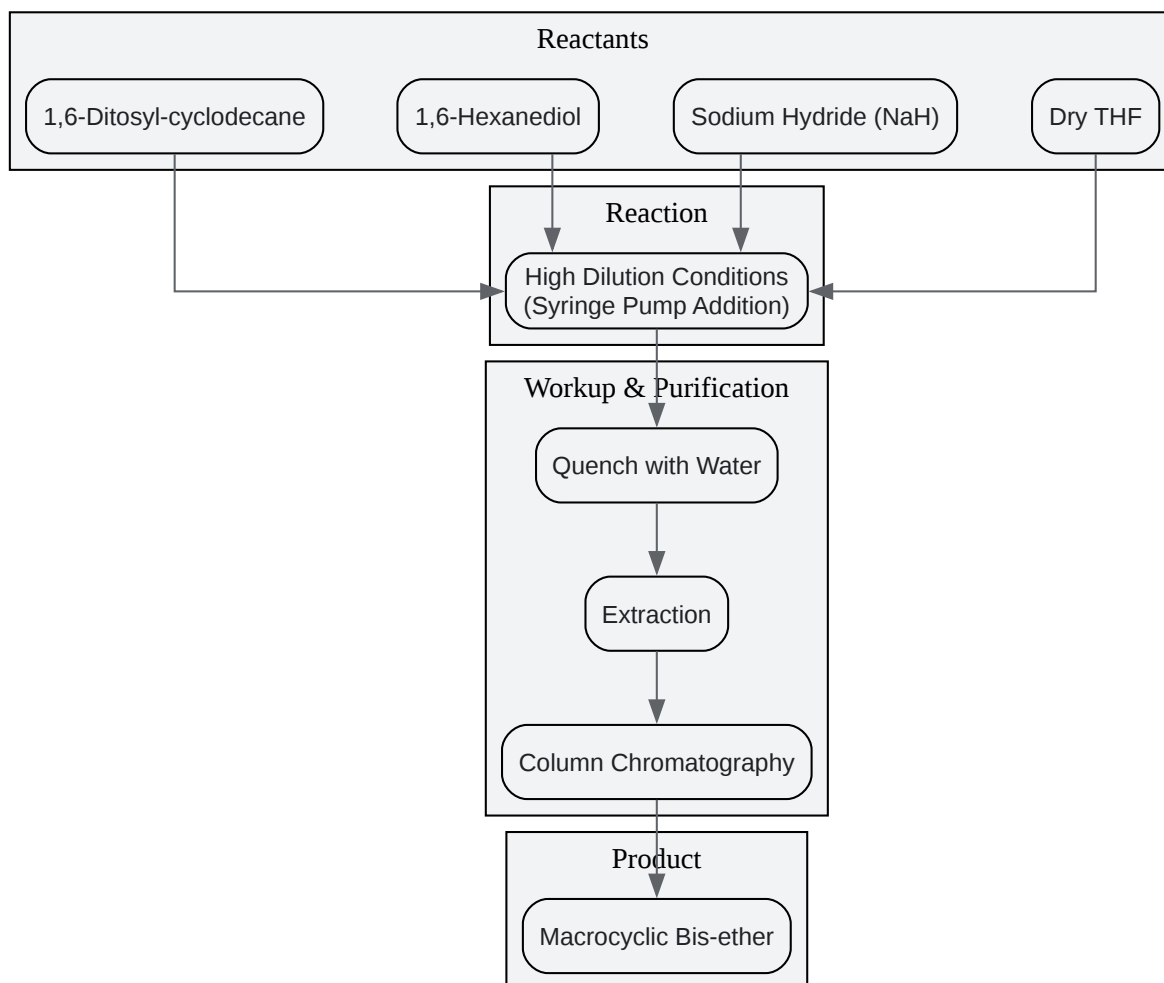 Reactants
1,6-Ditosyl-cyclodecane
1,6-Hexanediol
Sodium Hydride (NaH)
Dry THF
Reaction
High Dilution Conditions
(Syringe Pump Addition)
Workup & Purification
Quench with Water
Extraction
Column Chromatography
Product
Macrocyclic Bis-ether